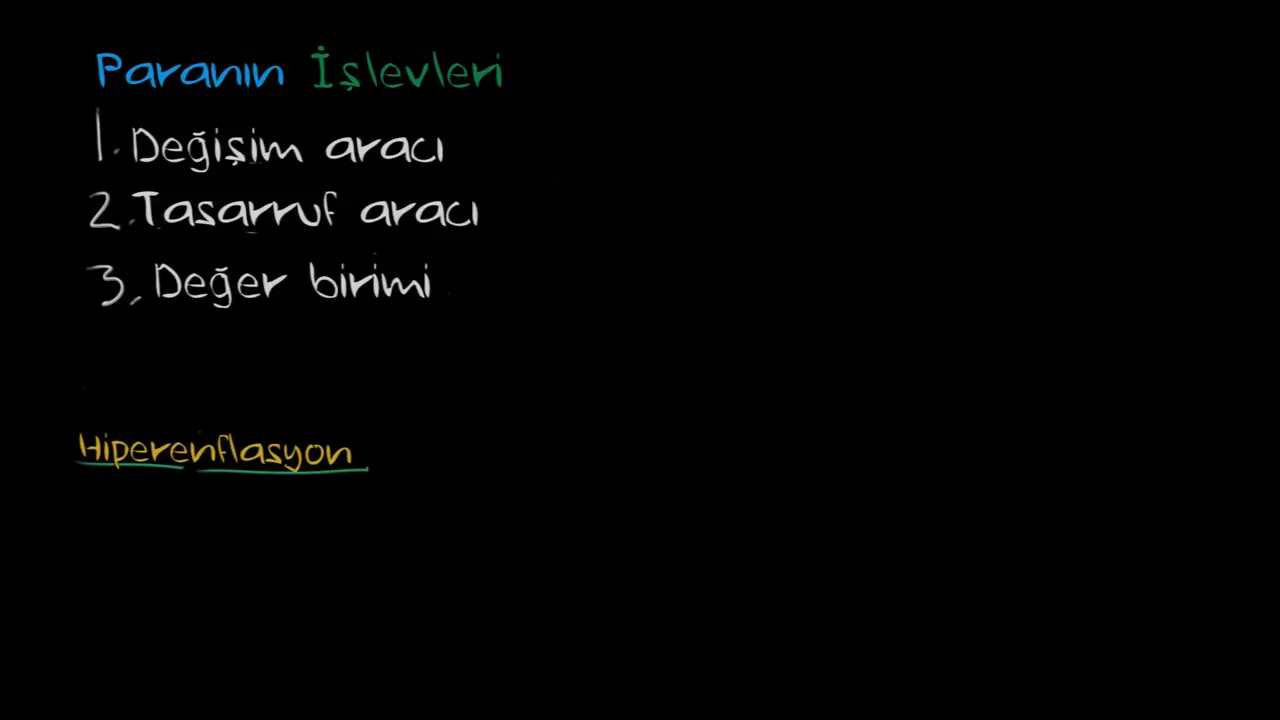 Paranın İşlevleri
1. Değişim aracı
2. Tasarruf aracı
3. Değer birimi
Hiperenflasyon